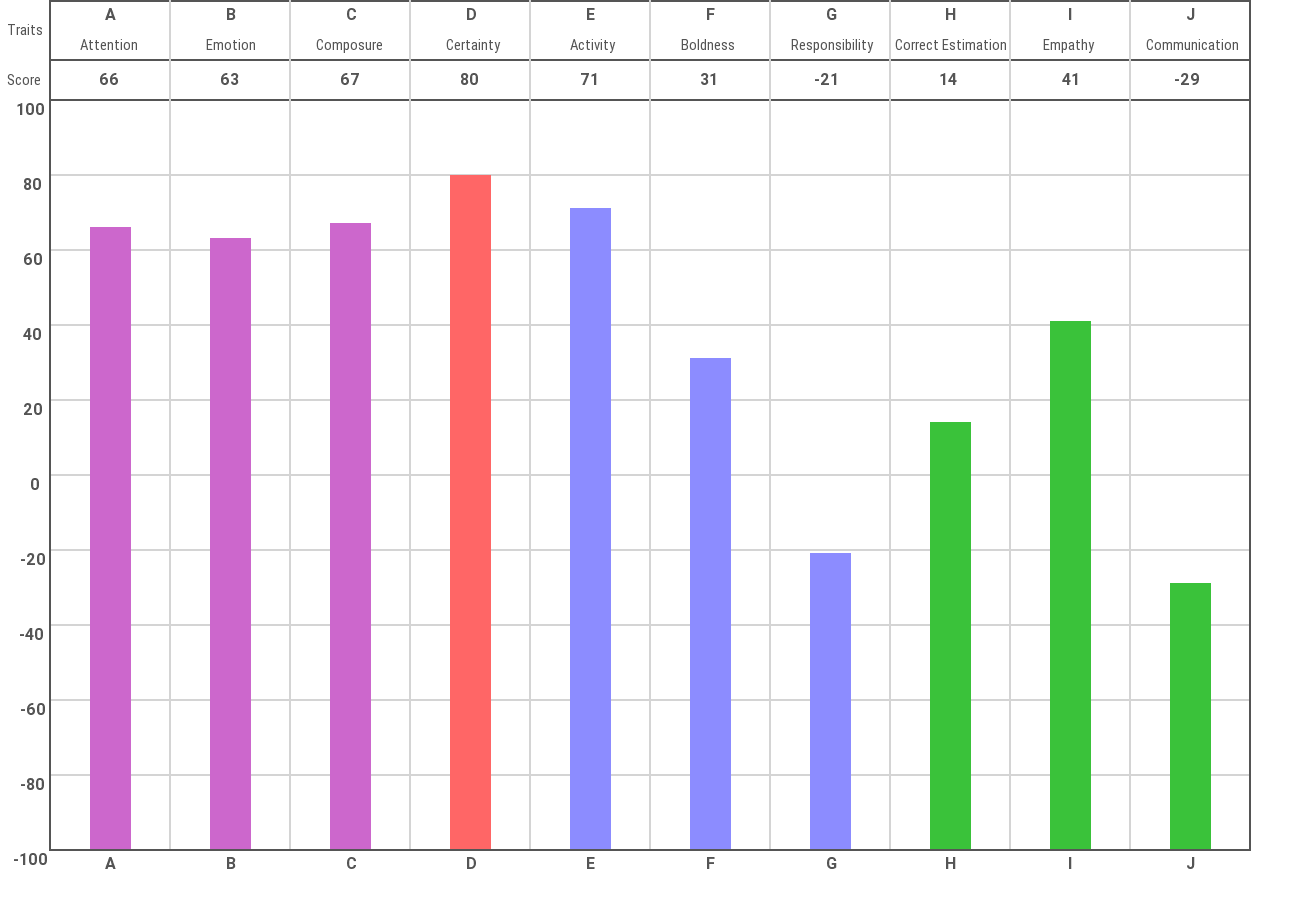 Traits
A B C D E F G H I J
Attention Emotion Composure Certainty Activity Boldness Responsibility Correct Estimation Empathy Communication
Score 66 63 67 80 71 31 -21 14 41 -29
100
80
60
40
20
0
-20
-40
-60
-80
-100
A B C D E F G H I J